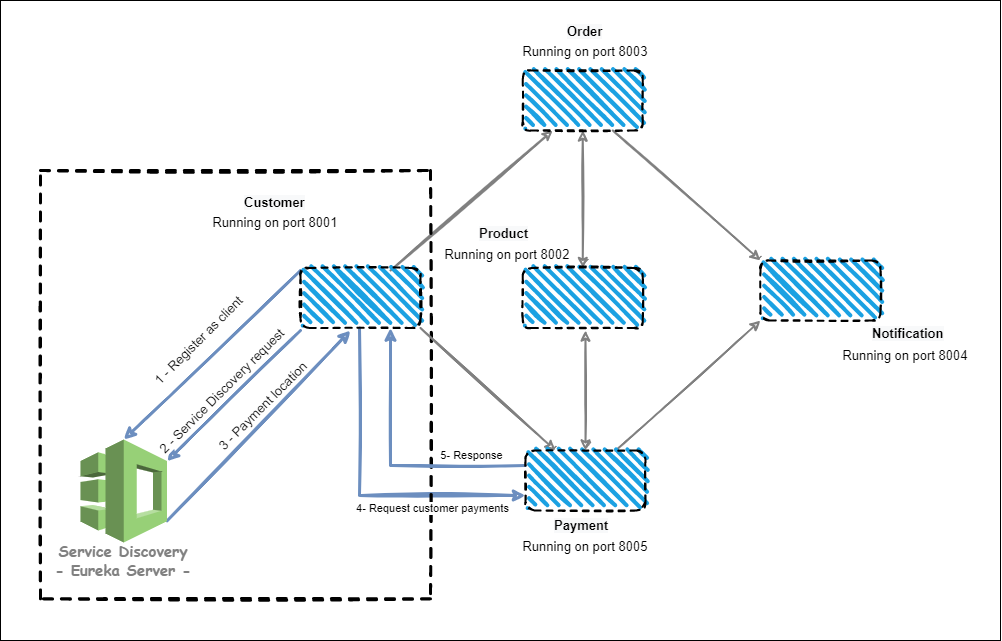 Order
Running on port 8003
Customer
Running on port 8001
Product
Running on port 8002
Notification
Running on port 8004
1 - Register as client
2 - Service Discovery request
3 - Payment location
5- Response
4- Request customer payments
Payment
Running on port 8005
Service Discovery
- Eureka Server -